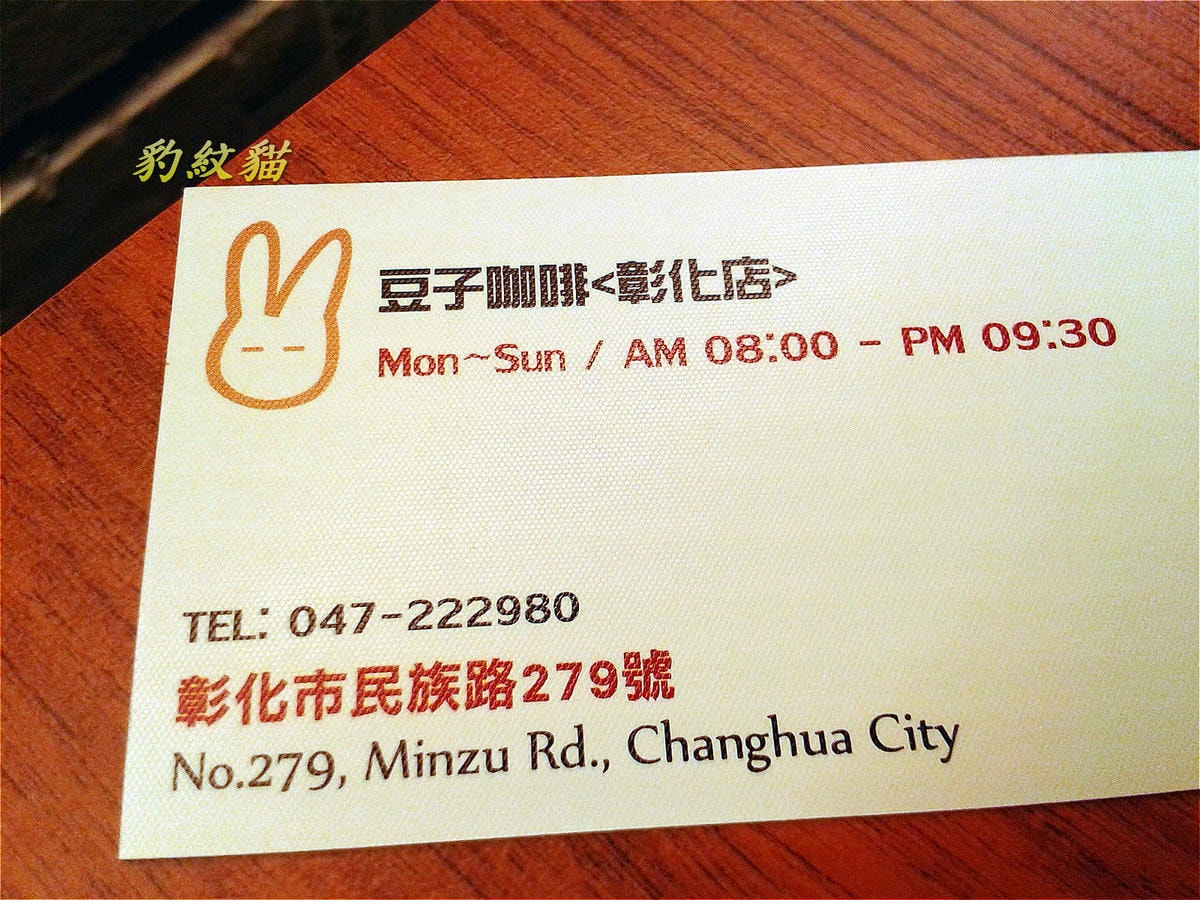 豹紋貓
豆子咖啡<彰化店>
Mon~Sun / AM 08:00 - PM 09:30
TEL: 047-222980
彰化市民族路279號
No.279, Minzu Rd., Changhua City